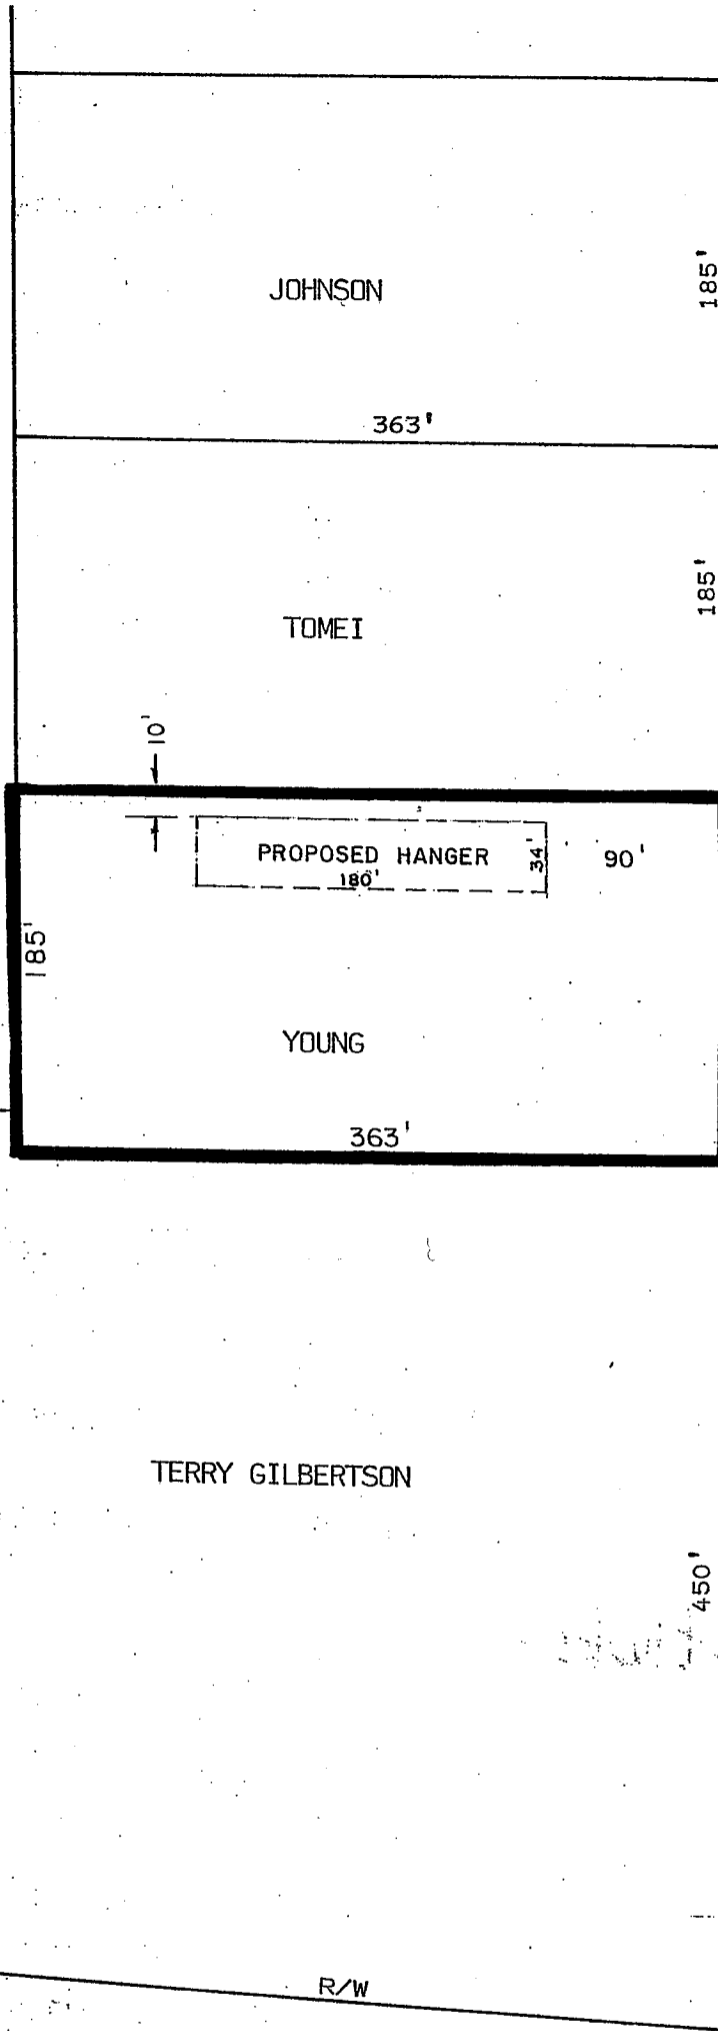 JOHNSON
185'
363'
TOMEI
185'
10'
PROPOSED HANGER
180'
34'
90'
185'
YOUNG
363'
TERRY GILBERTSON
450'
R/W